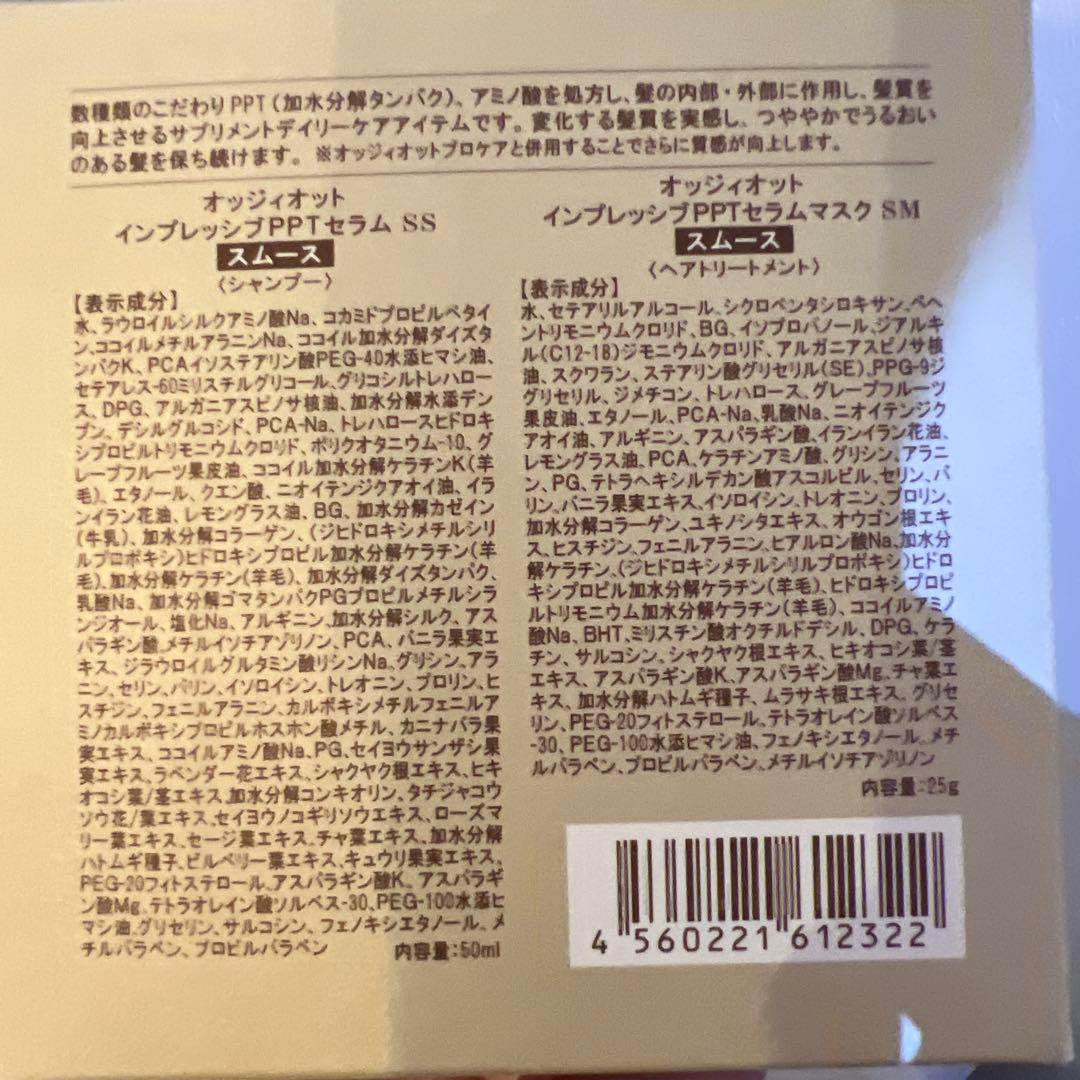 数種類のこだわりPPT(加水分解タンパク)、アミノ酸を処方し、髪の内部・外部に作用し、髪質を
向上させるサプリメントデイリーケアアイテムです。変化する髪質を実感し、つややかでうるおい
のある髪を保ち続けます。 ※オッジィオットプロケアと併用することでさらに質感が向上します。
オッジィオット
インプレッシブPPTセラム SS
スムース
〈シャンプー〉
【表示成分】
水、ラウロイルシルクアミノ酸Na、コカミドプロピルベタイ
ン、ココイルメチルアラニンNa、ココイル加水分解ダイズタ
ンパクK、PCAイソステアリン酸PEG-40水添ヒマシ油、
セテアレス-60ミリスチルグリコール、グリコシルトレハロー
ス、DPG、アルガニアスピノサ核油、加水分解水添デン
プン、デシルグルコシド、PCA-Na、トレハロースヒドロキ
シプロピルトリモニウムクロリド、ポリクオタニウム-10、グ
レープフルーツ果皮油、ココイル加水分解ケラチンK(羊
毛)、エタノール、クエン酸、ニオイテンジクアオイ油、イラ
ンイラン花油、レモングラス油、BG、加水分解カゼイン
(牛乳)、加水分解コラーゲン、(ジヒドロキシメチルシリ
ルプロポキシ)ヒドロキシプロピル加水分解ケラチン(羊
毛)、加水分解ケラチン(羊毛)、加水分解ダイズタンパク、
乳酸Na、加水分解ゴマタンパクPGプロピルメチルシラ
ンジオール、塩化Na、アルギニン、加水分解シルク、アス
パラギン酸、メチルイソチアゾリノン、PCA、バニラ果実エ
キス、ジラウロイルグルタミン酸リシンNa、グリシン、アラ
ニン、セリン、バリン、イソロイシン、トレオニン、プロリン、ヒ
スチジン、フェニルアラニン、カルボキシメチルフェニルア
ミノカルボキシプロピルホスホン酸メチル、カニナバラ果
実エキス、ココイルアミノ酸Na、PG、セイヨウサンザシ果
実エキス、ラベンダー花エキス、シャクヤク根エキス、ヒキ
オコシ葉/茎エキス、加水分解コンキオリン、タチジャコウ
ソウ花/葉エキス、セイヨウノコギリソウエキス、ローズマ
リー葉エキス、セージ葉エキス、チャ葉エキス、加水分解
ハトムギ種子、ビルベリー葉エキス、キュウリ果実エキス、
PEG-20フィトステロール、アスパラギン酸K、アスパラギ
ン酸Mg、テトラオレイン酸ソルベス-30、PEG-100水添ヒ
マシ油、グリセリン、サルコシン、フェノキシエタノール、メ
チルパラベン、プロピルパラベン 内容量:50ml
オッジィオット
インプレッシブPPTセラムマスク SM
スムース
〈ヘアトリートメント〉
【表示成分】
水、セテアリルアルコール、シクロペンタシロキサン、ベヘ
ントリモニウムクロリド、BG、イソプロパノール、ジアルキ
ル(C12-18)ジモニウムクロリド、アルガニアスピノサ核
油、スクワラン、ステアリン酸グリセリル(SE)、PPG-9ジ
グリセリル、ジメチコン、トレハロース、グレープフルーツ
果皮油、エタノール、PCA-Na、乳酸Na、ニオイテンジク
アオイ油、アルギニン、アスパラギン酸、イランイラン花油、
レモングラス油、PCA、ケラチンアミノ酸、グリシン、アラニ
ン、PG、テトラヘキシルデカン酸アスコルビル、セリン、バ
リン、バニラ果実エキス、イソロイシン、トレオニン、プロリン、
加水分解コラーゲン、ユキノシタエキス、オウゴン根エキ
ス、ヒスチジン、フェニルアラニン、ヒアルロン酸Na、加水分
解ケラチン、(ジヒドロキシメチルシリルプロポキシ)ヒドロ
キシプロピル加水分解ケラチン(羊毛)、ヒドロキシプロピ
ルトリモニウム加水分解ケラチン(羊毛)、ココイルアミノ
酸Na、BHT、ミリスチン酸オクチルドデシル、DPG、ケラ
チン、サルコシン、シャクヤク根エキス、ヒキオコシ葉/茎
エキス、アスパラギン酸K、アスパラギン酸Mg、チャ葉エ
キス、加水分解ハトムギ種子、ムラサキ根エキス、グリセ
リン、PEG-20フィトステロール、テトラオレイン酸ソルベス
-30、PEG-100水添ヒマシ油、フェノキシエタノール、メチ
ルパラベン、プロピルパラベン、メチルイソチアゾリノン
内容量:25g
4 560221 612322